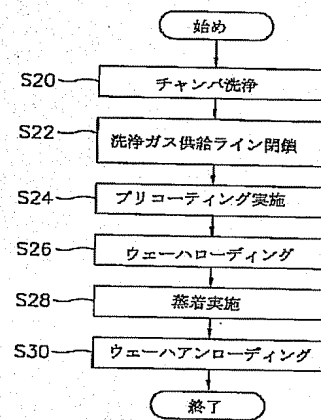 始め
S20 チャンバ洗浄
S22 洗浄ガス供給ライン閉鎖
S24 プリコーティング実施
S26 ウェーハローディング
S28 蒸着実施
S30 ウェーハアンローディング
終了